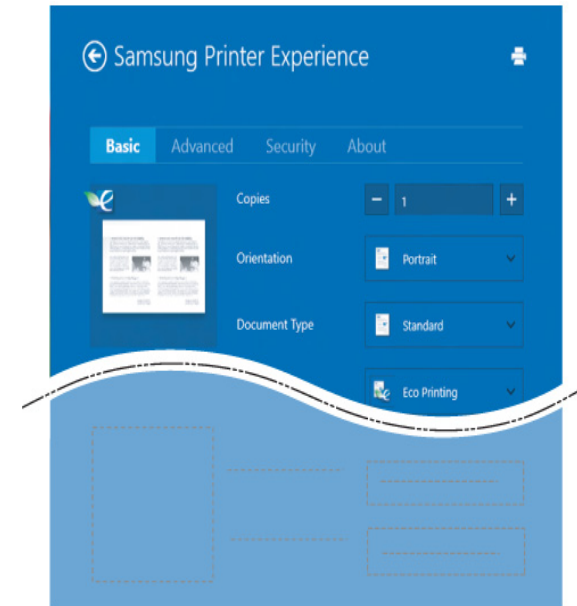 Samsung Printer Experience
Basic Advanced Security About
Copies 1
Orientation Portrait
Document Type Standard
Eco Printing